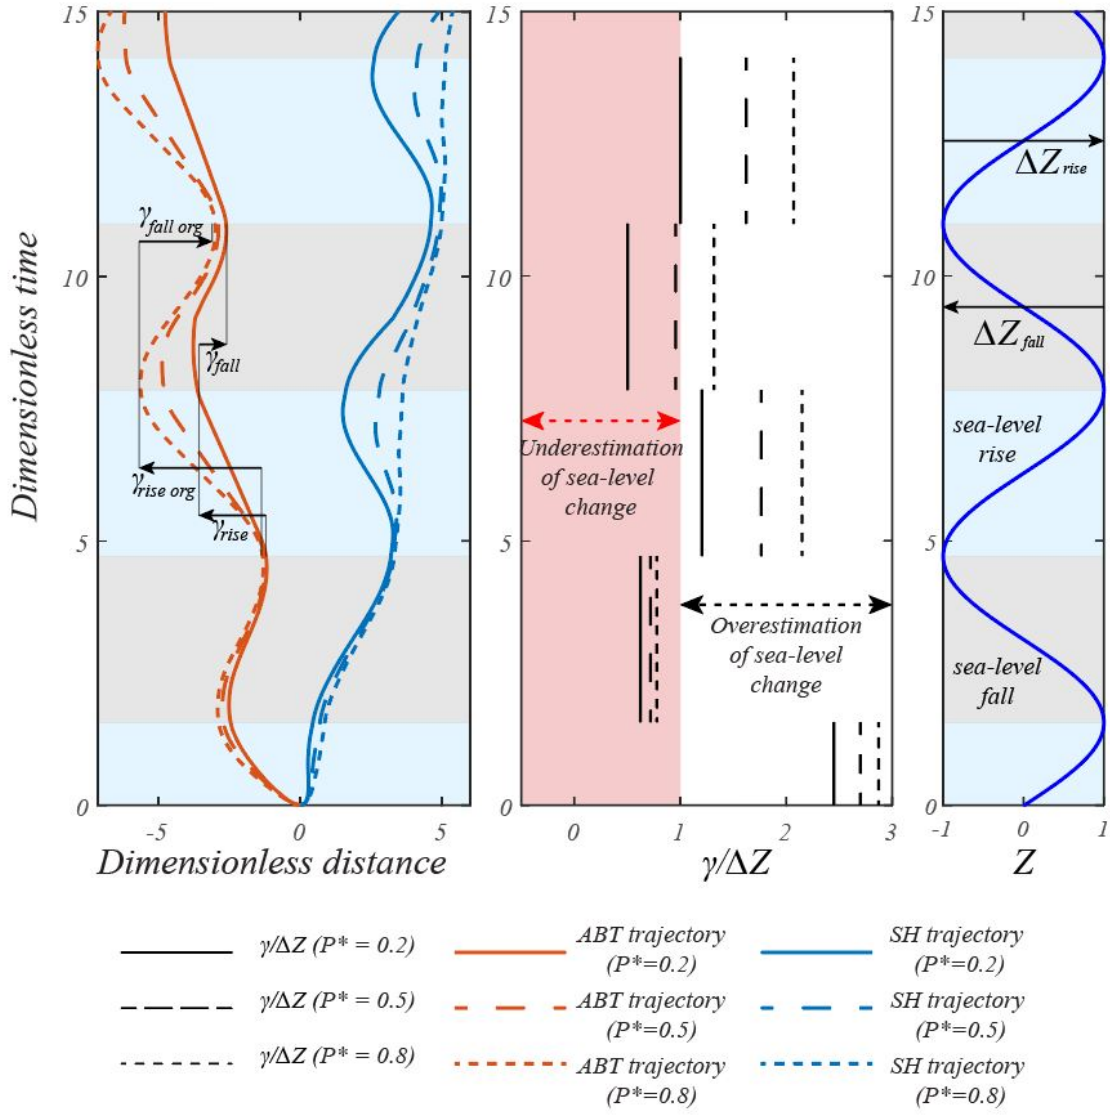 15
10
5
0
-5
0
5
Dimensionless time
Dimensionless distance
γfall org
γfall
γrise org
γrise
15
10
5
0
0
1
2
3
γ/ΔZ
Underestimation
of sea-level
change
Overestimation
of sea-level
change
15
10
5
0
-1
0
1
Z
ΔZrise
ΔZfall
sea-level
rise
sea-level
fall
γ/ΔZ (P* = 0.2)
γ/ΔZ (P* = 0.5)
γ/ΔZ (P* = 0.8)
ABT trajectory
(P*=0.2)
ABT trajectory
(P*=0.5)
ABT trajectory
(P*=0.8)
SH trajectory
(P*=0.2)
SH trajectory
(P*=0.5)
SH trajectory
(P*=0.8)